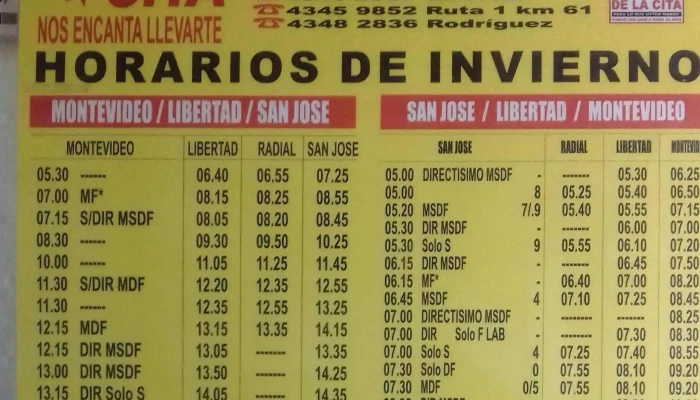 CITA
NOS ENCANTA LLEVARTE
4345 9852 Ruta 1 km 61
4348 2836 Rodríguez
DE LA CITA
HORARIOS DE INVIERNO
MONTEVIDEO / LIBERTAD / SAN JOSE
MONTEVIDEO LIBERTAD RADIAL SAN JOSE
05.30 ------ 06.40 06.55 07.25
07.00 MF* 08.15 08.25 08.55
07.15 S/DIR MSDF 08.05 08.20 08.45
08.30 ------ 09.30 09.50 10.25
10.00 ------ 11.05 11.25 11.45
11.30 S/DIR MDF 12.20 12.35 12.55
11.30 ------ 12.35 12.55 13.25
12.15 MDF 13.15 13.35 14.15
12.15 DIR MSDF 13.05 ------- 13.35
13.00 DIR MSDF 13.50 ------- 14.25
13.15 DIR Solo S 14.05 ------- 14.35
SAN JOSE / LIBERTAD / MONTEVIDEO
SAN JOSE RADIAL LIBERTAD MONTEVID
05.00 DIRECTISIMO MSDF - ------- 05.30 06.25
05.00 8 05.25 05.40 06.50
05.20 MSDF 7/.9 05.40 05.55 07.15
05.30 DIR MSDF - -------- 06.00 07.00
05.30 Solo S 9 05.55 06.10 07.20
06.15 DIR MSDF - -------- 06.45 07.50
06.15 MF* - 06.40 07.00 08.20
06.45 MSDF 4 07.10 07.25 08.45
07.00 DIRECTISIMO MSDF - -------- -------- 08.25
07.00 DIR Solo F LAB - -------- 07.30 08.30
07.00 Solo S 4 07.25 07.40 08.55
07.30 Solo DF 0 07.55 08.10 09.20
07.30 MDF 0/5 07.55 08.10 09.20